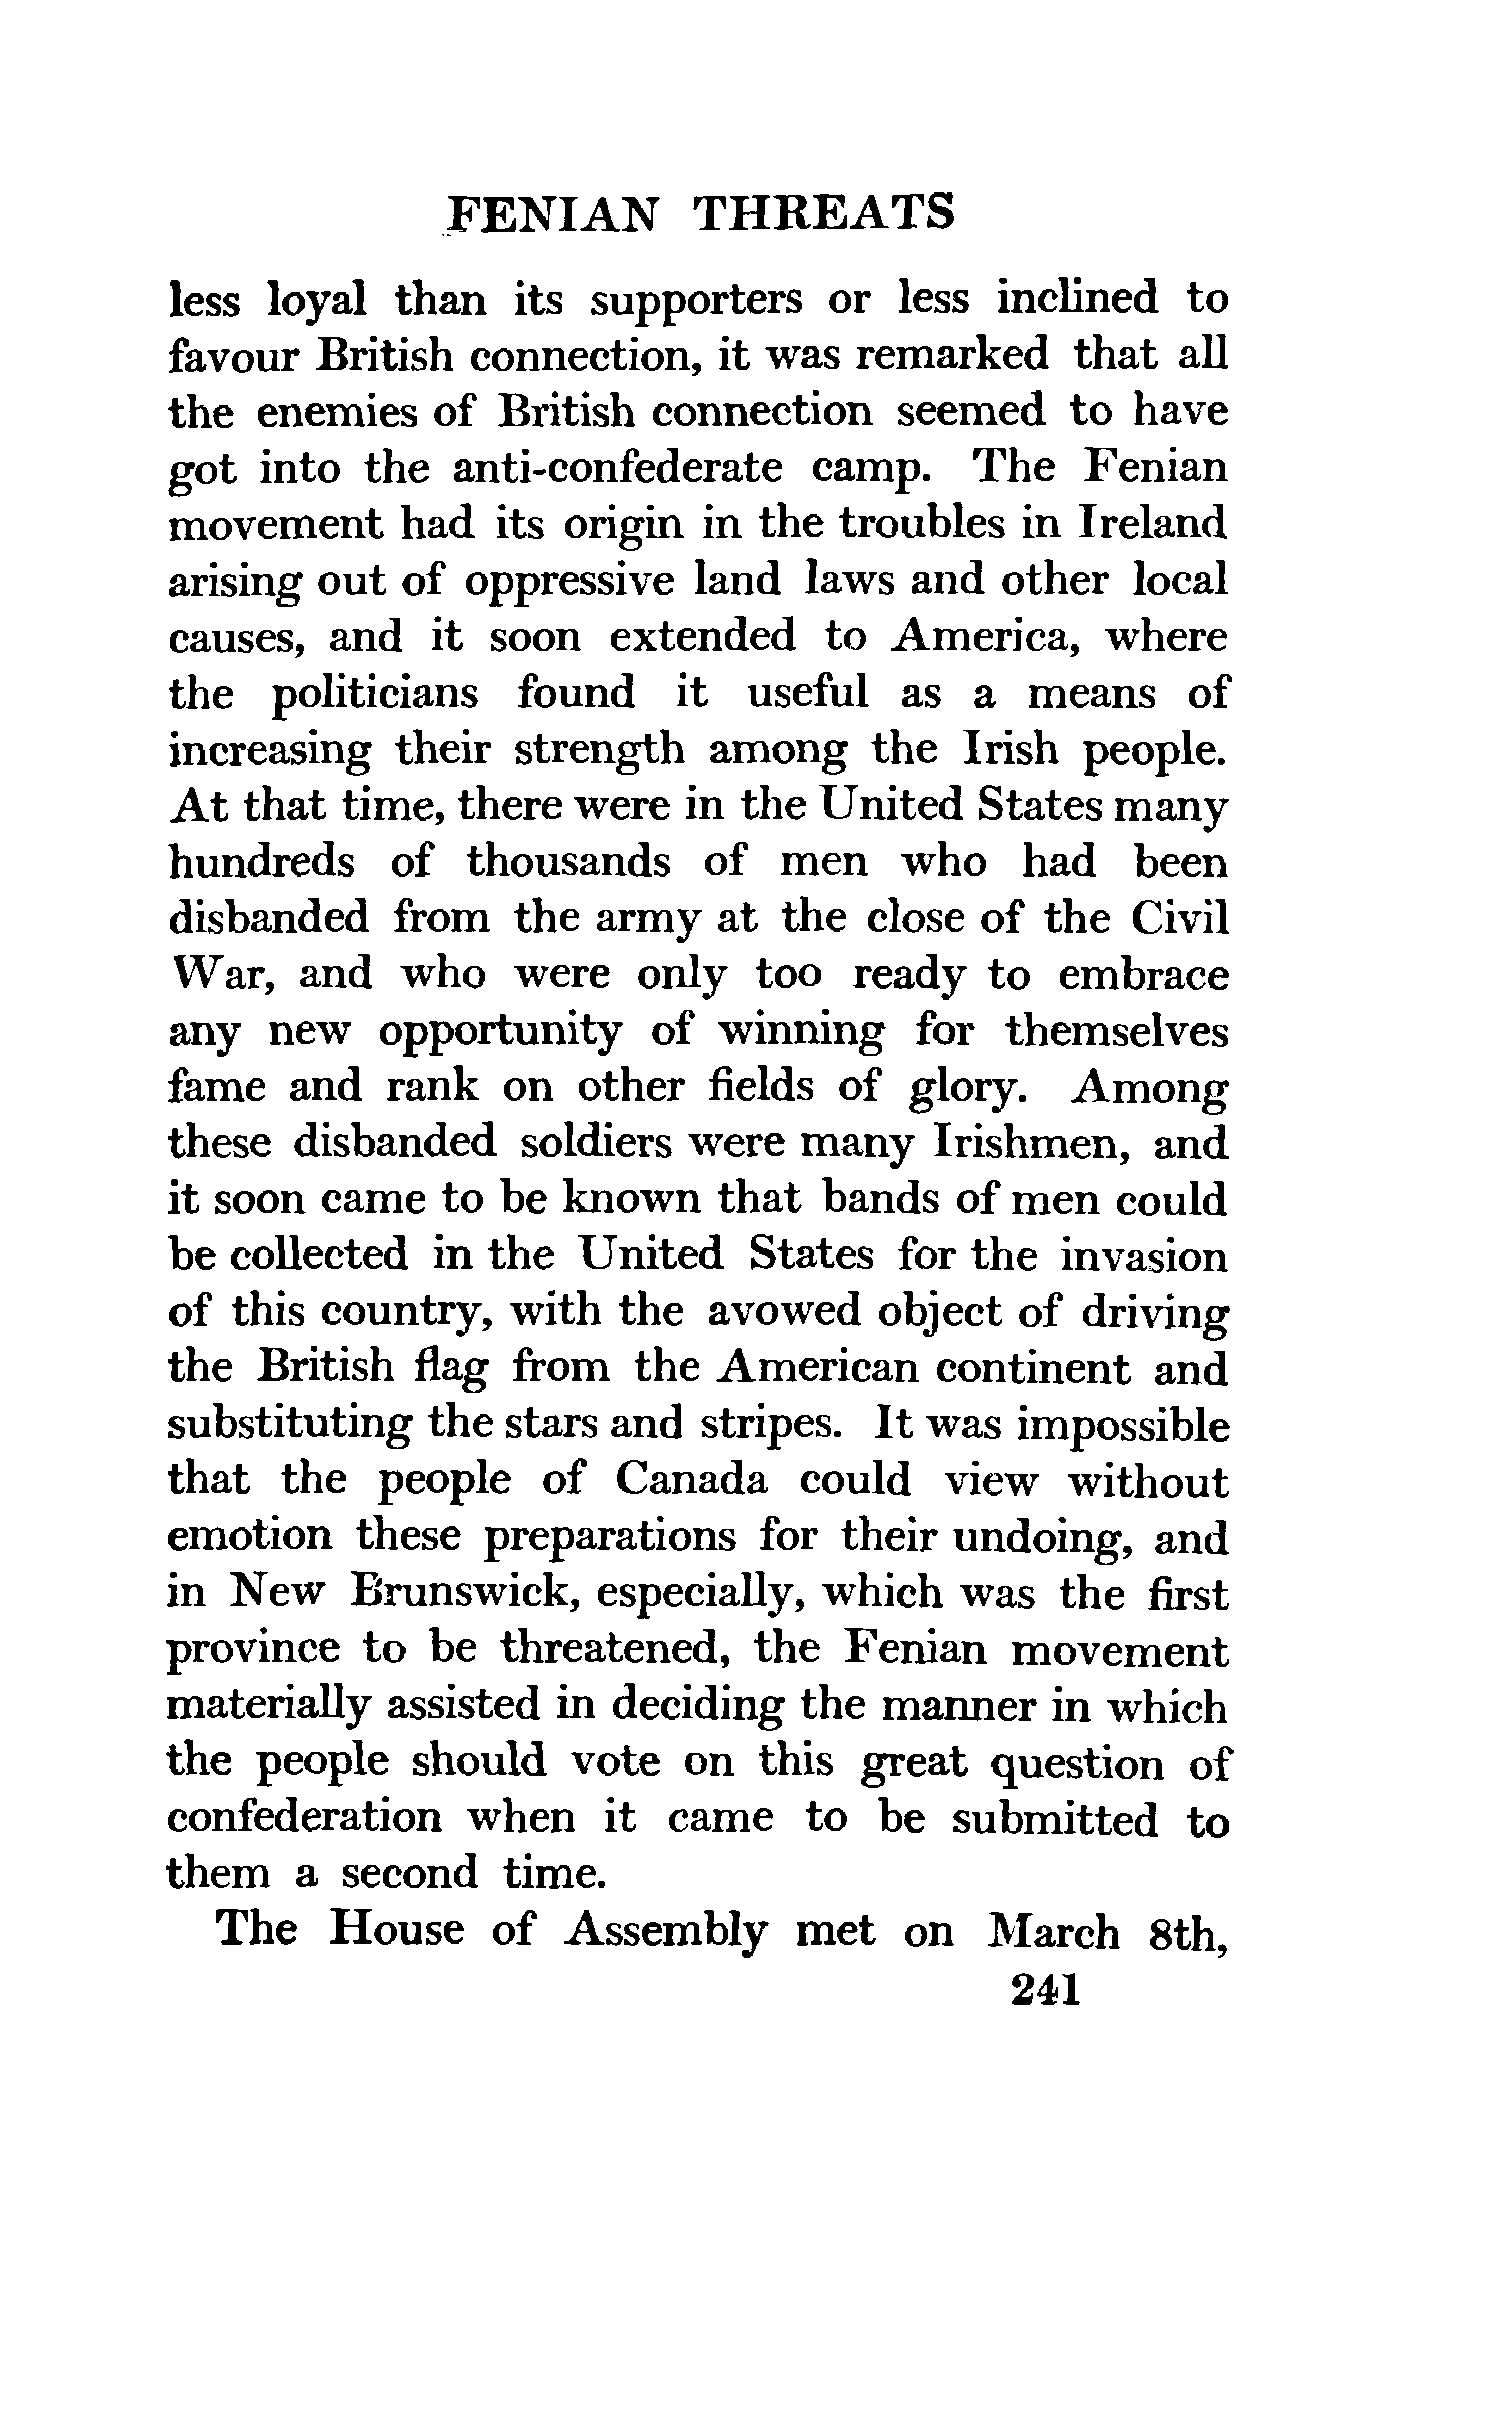 FENIAN THREATS
less loyal than its supporters or less inclined to
favour British connection, it was remarked that all
the enemies of British connection seemed to have
got into the anti-confederate camp. The Fenian
movement had its origin in the troubles in Ireland
arising out of oppressive land laws and other local
causes, and it soon extended to America, where
the politicians found it useful as a means of
increasing their strength among the Irish people.
At that time, there were in the United States many
hundreds of thousands of men who had been
disbanded from the army at the close of the Civil
War, and who were only too ready to embrace
any new opportunity of winning for themselves
fame and rank on other fields of glory. Among
these disbanded soldiers were many Irishmen, and
it soon came to be known that bands of men could
be collected in the United States for the invasion
of this country, with the avowed object of driving
the British flag from the American continent and
substituting the stars and stripes. It was impossible
that the people of Canada could view without
emotion these preparations for their undoing, and
in New Brunswick, especially, which was the first
province to be threatened, the Fenian movement
materially assisted in deciding the manner in which
the people should vote on this great question of
confederation when it came to be submitted to
them a second time.
The House of Assembly met on March 8th,
241